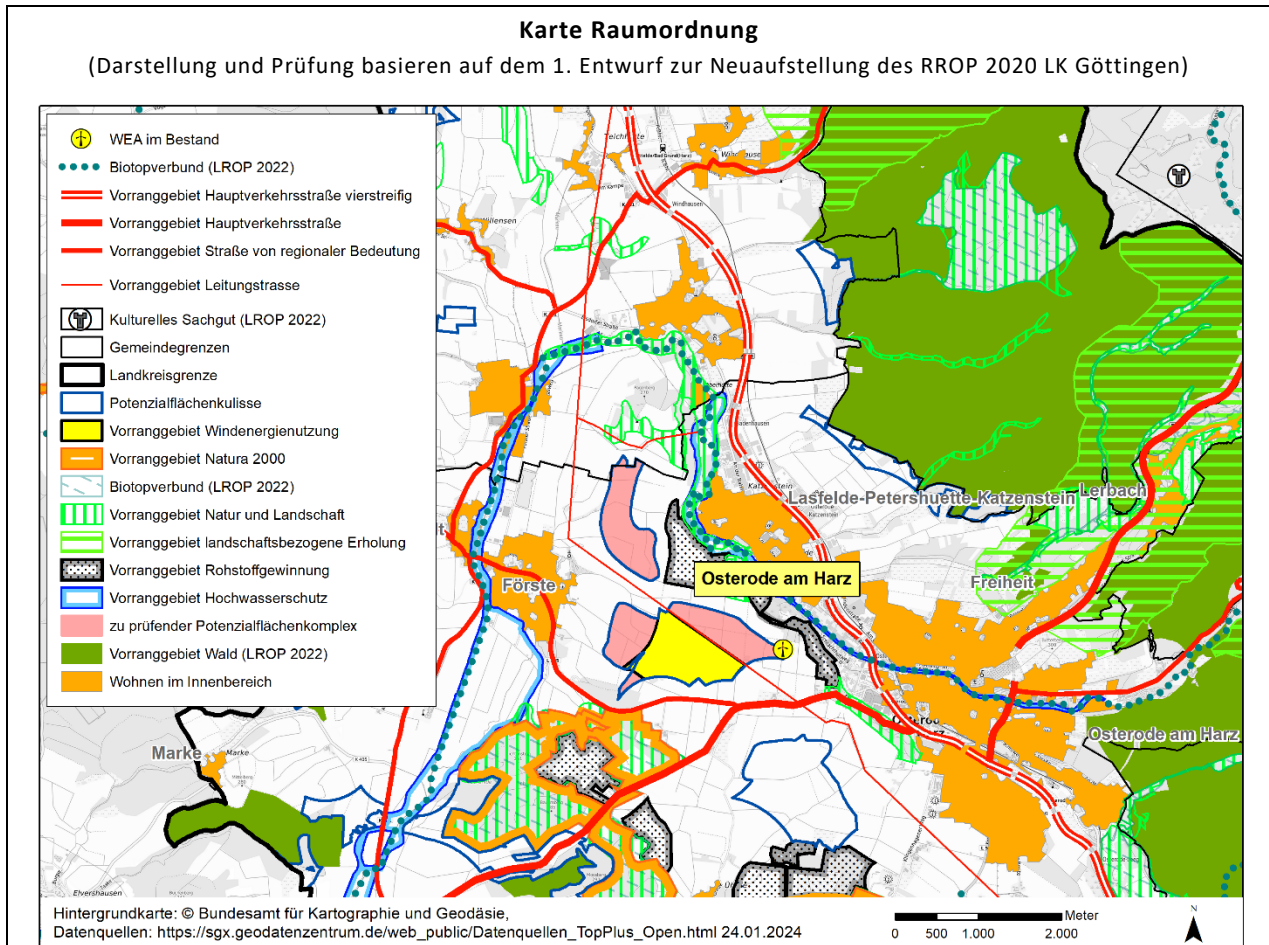 Karte Raumordnung
(Darstellung und Prüfung basieren auf dem 1. Entwurf zur Neuaufstellung des RROP 2020 LK Göttingen)
WEA im Bestand
Biotopverbund (LROP 2022)
Vorranggebiet Hauptverkehrsstraße vierstreifig
Vorranggebiet Hauptverkehrsstraße
Vorranggebiet Straße von regionaler Bedeutung
Vorranggebiet Leitungstrasse
Kulturelles Sachgut (LROP 2022)
Gemeindegrenzen
Landkreisgrenze
Potenzialflächenkulisse
Vorranggebiet Windenergienutzung
Vorranggebiet Natura 2000
Biotopverbund (LROP 2022)
Vorranggebiet Natur und Landschaft
Vorranggebiet landschaftsbezogene Erholung
Vorranggebiet Rohstoffgewinnung
Vorranggebiet Hochwasserschutz
zu prüfender Potenzialflächenkomplex
Vorranggebiet Wald (LROP 2022)
Wohnen im Innenbereich
Teichhütte
Windhausen
Katzenstein
Lasfelde-Petershuette-Katzenstein
Lerbach
Osterode am Harz
Freiheit
Förste
Osterode am Harz
Marke
Marke
Elvershausen
Hintergrundkarte: © Bundesamt für Kartographie und Geodäsie,
Datenquellen: https://sgx.geodatenzentrum.de/web_public/Datenquellen_TopPlus_Open.html 24.01.2024
Meter
0 500 1.000 2.000
N